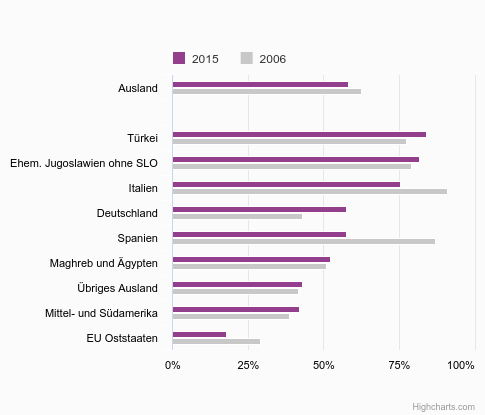 2015 2006
Ausland
Türkei
Ehem. Jugoslawien ohne SLO
Italien
Deutschland
Spanien
Maghreb und Ägypten
Übriges Ausland
Mittel- und Südamerika
EU Oststaaten
0% 25% 50% 75% 100%
Highcharts.com